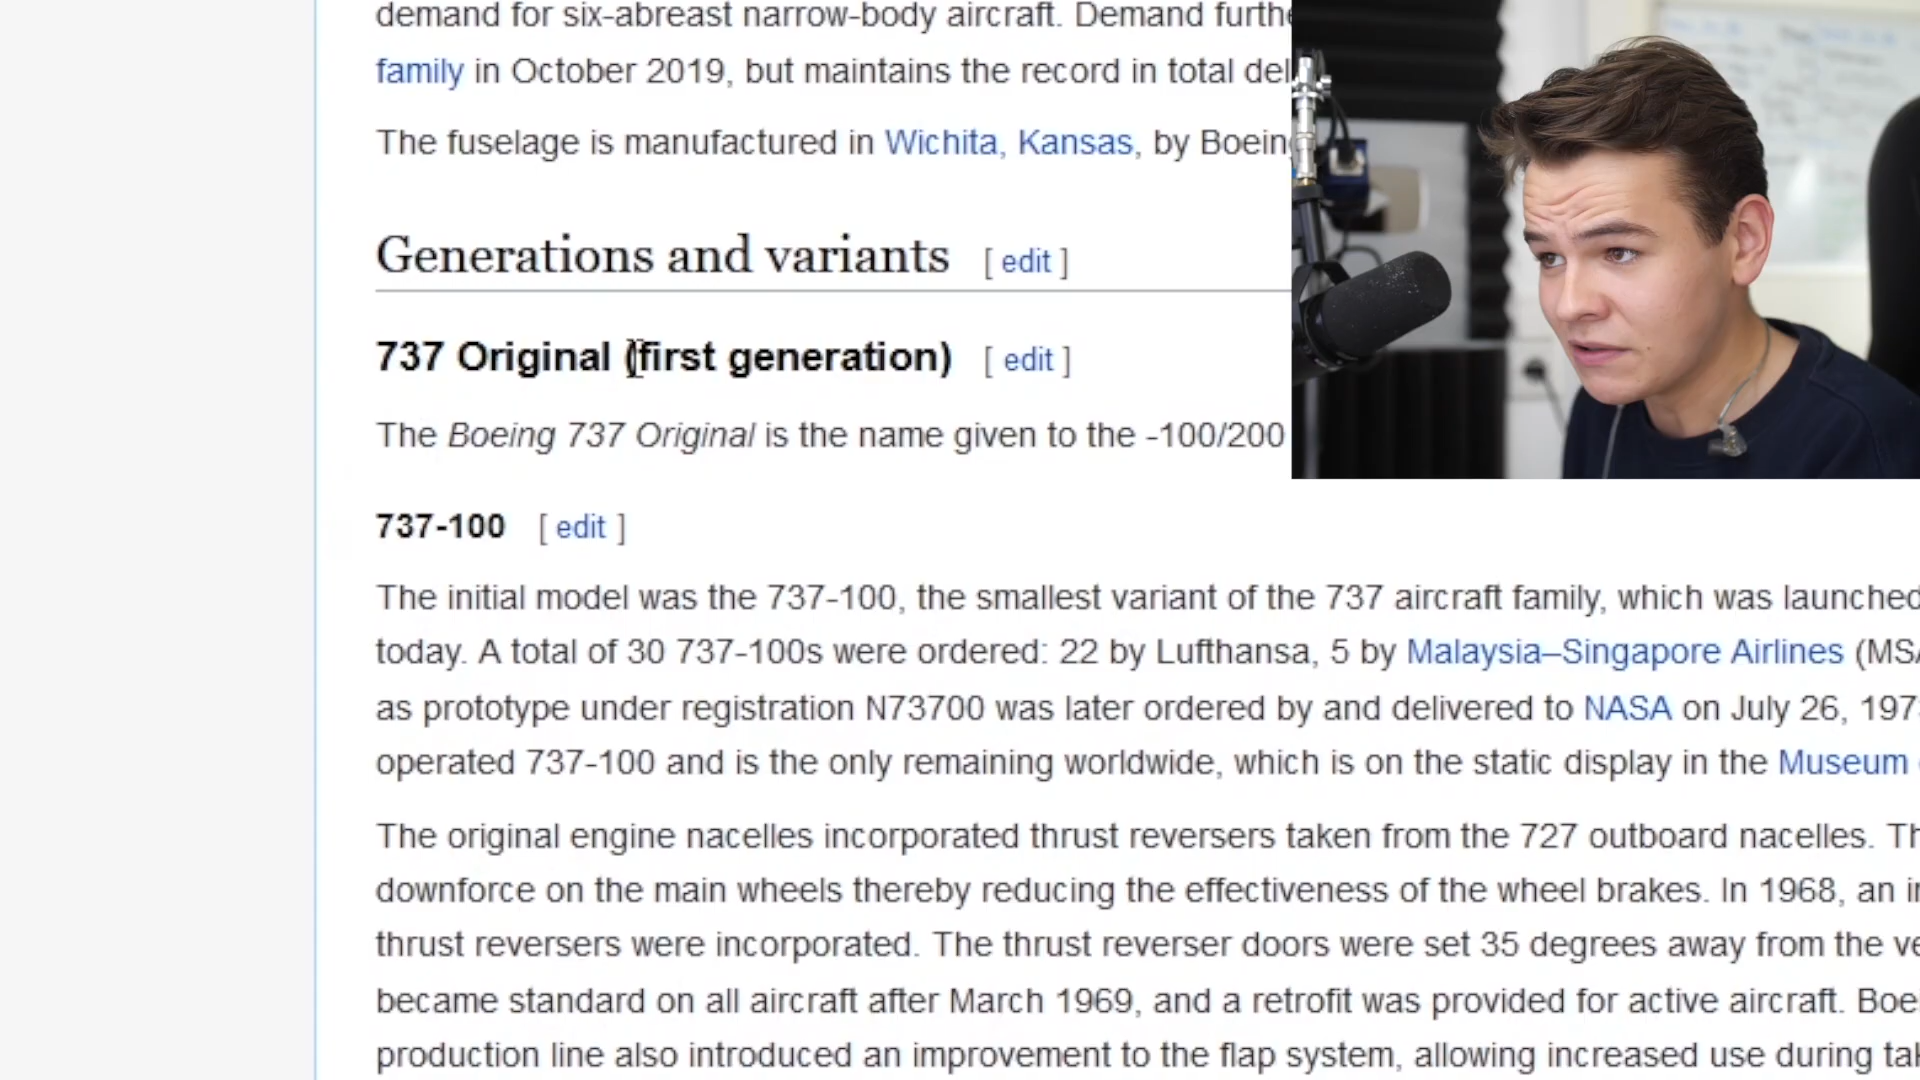 demand for six-abreast narrow-body aircraft. Demand furthe
family in October 2019, but maintains the record in total del
The fuselage is manufactured in Wichita, Kansas, by Boeing
Generations and variants [ edit ]
737 Original (first generation) [ edit ]
The Boeing 737 Original is the name given to the -100/200
737-100 [ edit ]
The initial model was the 737-100, the smallest variant of the 737 aircraft family, which was launched
today. A total of 30 737-100s were ordered: 22 by Lufthansa, 5 by Malaysia–Singapore Airlines (MSA
as prototype under registration N73700 was later ordered by and delivered to NASA on July 26, 197
operated 737-100 and is the only remaining worldwide, which is on the static display in the Museum
The original engine nacelles incorporated thrust reversers taken from the 727 outboard nacelles. Th
downforce on the main wheels thereby reducing the effectiveness of the wheel brakes. In 1968, an i
thrust reversers were incorporated. The thrust reverser doors were set 35 degrees away from the ve
became standard on all aircraft after March 1969, and a retrofit was provided for active aircraft. Boe
production line also introduced an improvement to the flap system, allowing increased use during tak